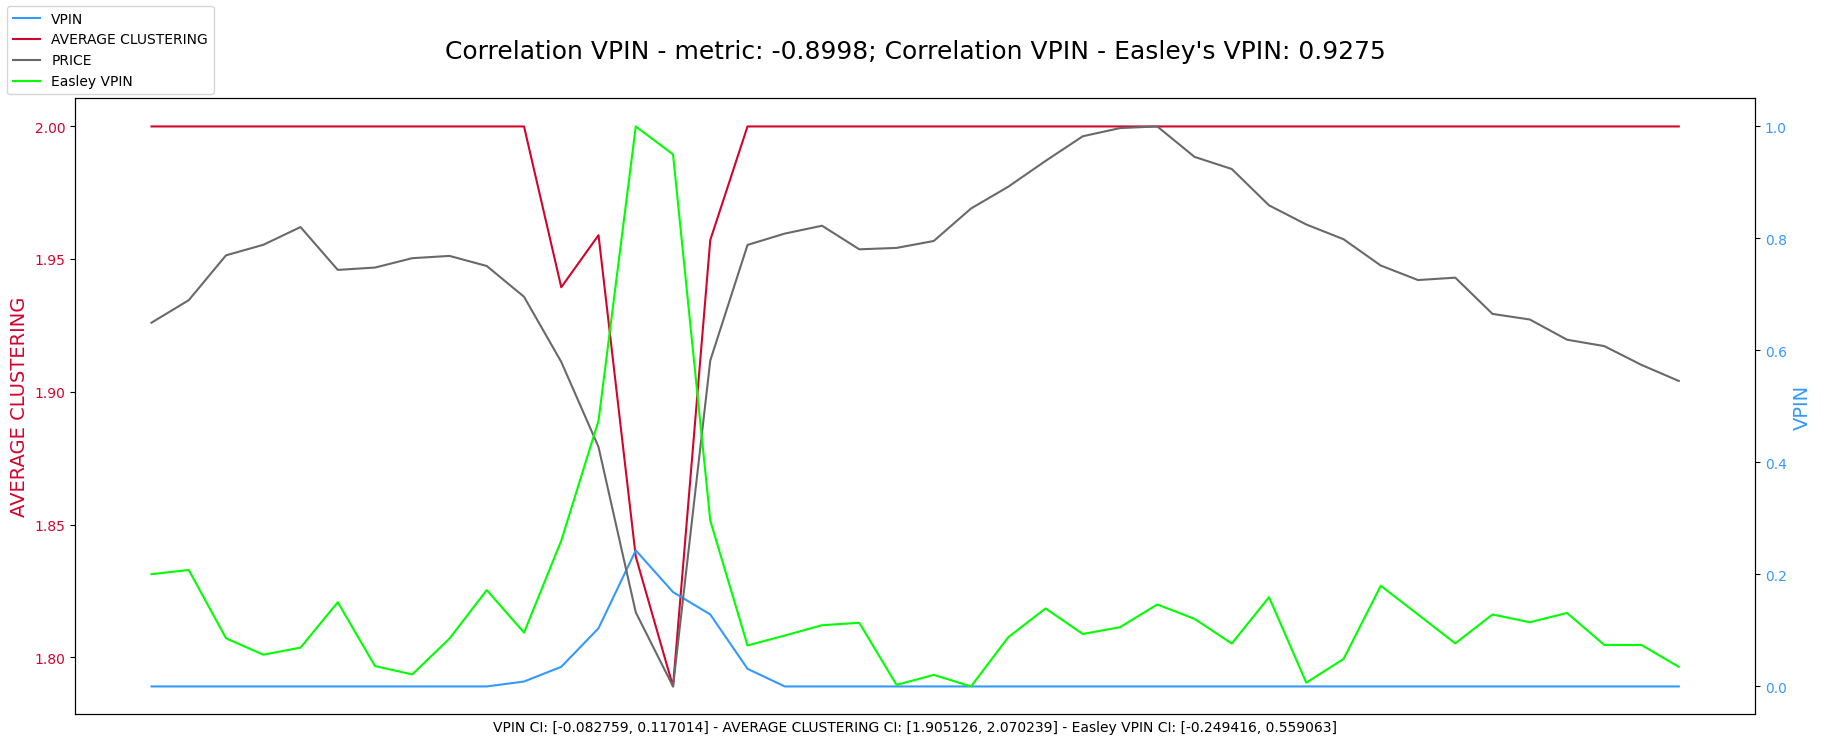 VPIN
AVERAGE CLUSTERING
PRICE
Easley VPIN
Correlation VPIN - metric: -0.8998; Correlation VPIN - Easley's VPIN: 0.9275
2.00
1.95
1.90
1.85
1.80
AVERAGE CLUSTERING
1.0
0.8
0.6
0.4
0.2
0.0
VPIN
VPIN CI: [-0.082759, 0.117014] - AVERAGE CLUSTERING CI: [1.905126, 2.070239] - Easley VPIN CI: [-0.249416, 0.559063]